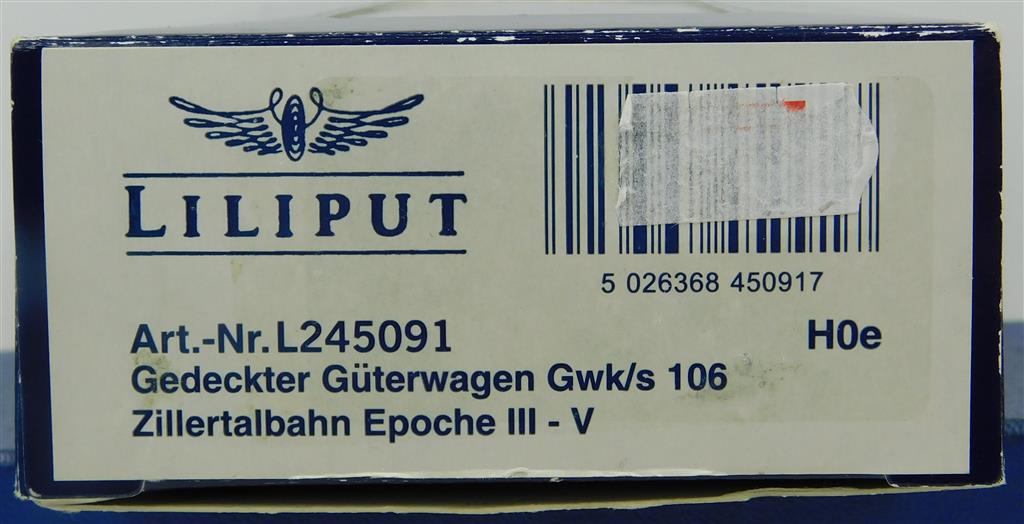 LILIPUT
5 026368 450917
Art.-Nr. L245091
H0e
Gedeckter Güterwagen Gwk/s 106
Zillertalbahn Epoche III - V